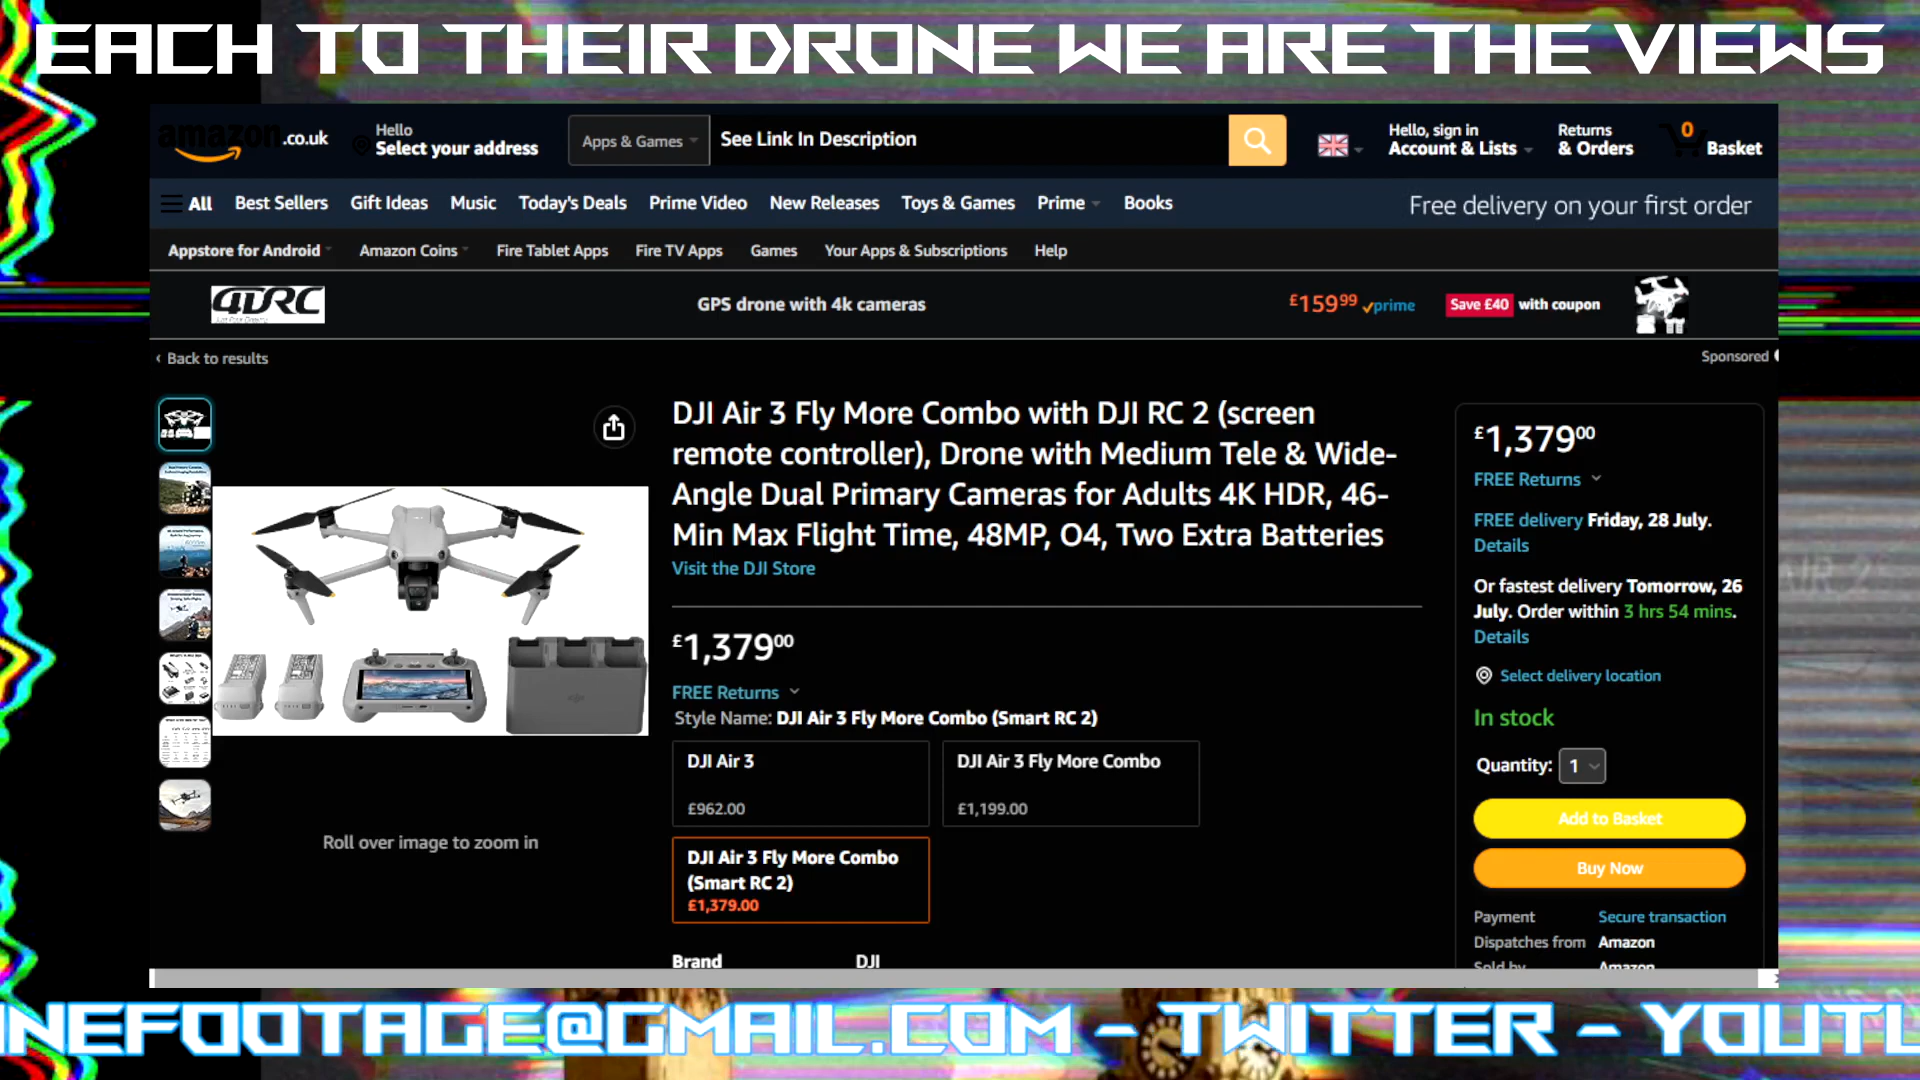 EACH TO THEIR DRONE WE ARE THE VIEWS
amazon.co.uk
Hello
Select your address
Apps & Games
See Link In Description
Hello, sign in
Account & Lists
Returns
& Orders
0
Basket
All
Best Sellers
Gift Ideas
Music
Today's Deals
Prime Video
New Releases
Toys & Games
Prime
Books
Free delivery on your first order
Appstore for Android
Amazon Coins
Fire Tablet Apps
Fire TV Apps
Games
Your Apps & Subscriptions
Help
4DRC
GPS drone with 4k cameras
£159.99 prime
Save £40 with coupon
‹ Back to results
Sponsored
DJI Air 3 Fly More Combo with DJI RC 2 (screen
remote controller), Drone with Medium Tele & Wide-
Angle Dual Primary Cameras for Adults 4K HDR, 46-
Min Max Flight Time, 48MP, O4, Two Extra Batteries
Visit the DJI Store
£1,379.00
FREE Returns
Style Name: DJI Air 3 Fly More Combo (Smart RC 2)
DJI Air 3
£962.00
DJI Air 3 Fly More Combo
£1,199.00
DJI Air 3 Fly More Combo
(Smart RC 2)
£1,379.00
Brand DJI
Roll over image to zoom in
£1,379.00
FREE Returns
FREE delivery Friday, 28 July.
Details
Or fastest delivery Tomorrow, 26
July. Order within 3 hrs 54 mins.
Details
Select delivery location
In stock
Quantity: 1
Add to Basket
Buy Now
Payment Secure transaction
Dispatches from Amazon
Sold by Amazon
AIR 2
NEFOOTAGE@GMAIL.COM - TWITTER - YOUTU